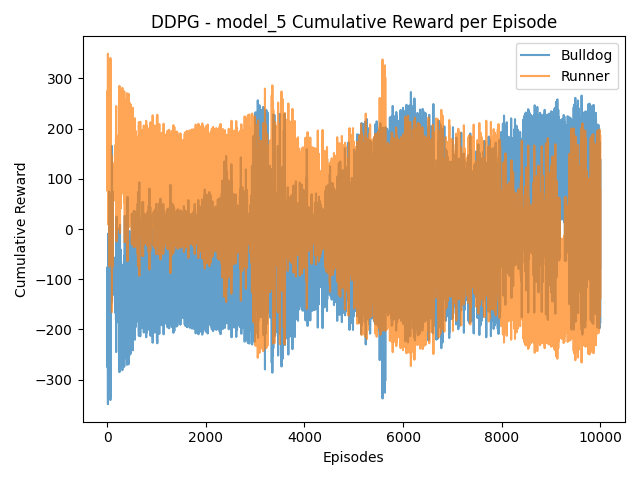 DDPG - model_5 Cumulative Reward per Episode
Bulldog
Runner
Cumulative Reward
300
200
100
0
−100
−200
−300
0 2000 4000 6000 8000 10000
Episodes